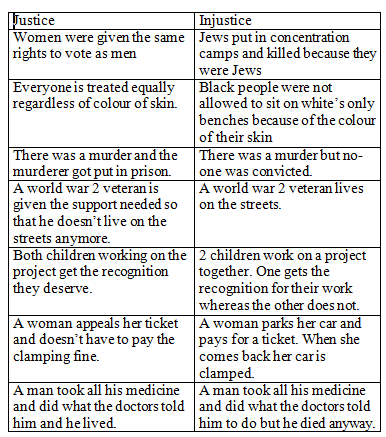 Justice
Injustice
Women were given the same
rights to vote as men
Jews put in concentration
camps and killed because they
were Jews
Everyone is treated equally
regardless of colour of skin.
Black people were not
allowed to sit on white's only
benches because of the colour
of their skin
There was a murder and the
murderer got put in prison.
There was a murder but no-
one was convicted.
A world war 2 veteran is
given the support needed so
that he doesn't live on the
streets anymore.
A world war 2 veteran lives
on the streets.
Both children working on the
project get the recognition
they deserve.
2 children work on a project
together. One gets the
recognition for their work
whereas the other does not.
A woman appeals her ticket
and doesn't have to pay the
clamping fine.
A woman parks her car and
pays for a ticket. When she
comes back her car is
clamped.
A man took all his medicine
and did what the doctors told
him and he lived.
A man took all his medicine
and did what the doctors told
him to do but he died anyway.